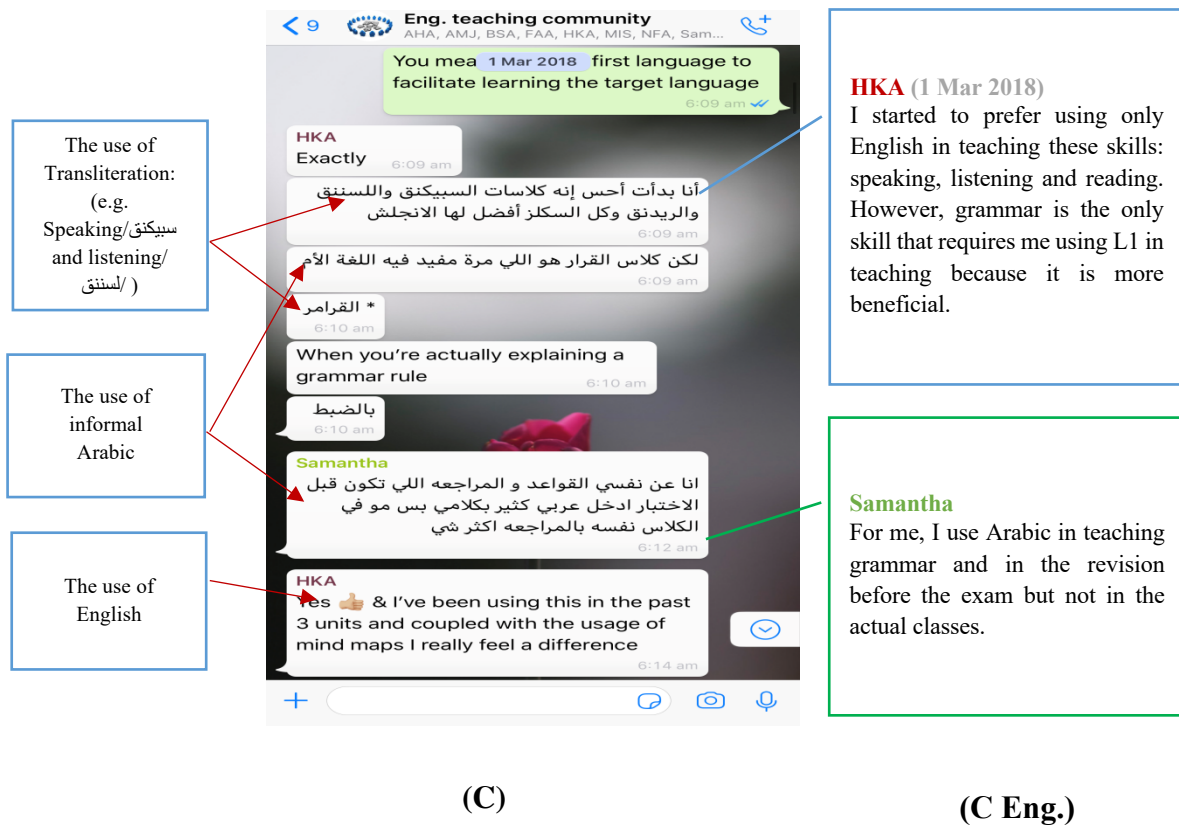 The use of
Transliteration:
(e.g.
Speaking/سبيكنق
and listening/
لسننق/ )
The use of
informal
Arabic
The use of
English
9
Eng. teaching community
AHA, AMJ, BSA, FAA, HKA, MIS, NFA, Sam...
You mea
1 Mar 2018
first language to
facilitate learning the target language
6:09 am
HKA
Exactly
6:09 am
أنا بدأت أحس إنه كلاسات السبيكنق واللسننق
والريدنق وكل السكلز أفضل لها الانجلش
6:09 am
لكن كلاس القرار هو اللي مرة مفيد فيه اللغة الأم
6:09 am
* القرامر
6:10 am
When you're actually explaining a
grammar rule
6:10 am
بالضبط
6:10 am
Samantha
انا عن نفسي القواعد و المراجعه اللي تكون قبل
الاختبار ادخل عربي كثير بكلامي بس مو في
الكلاس نفسه بالمراجعه اكثر شي
6:12 am
HKA
Yes 👍🏼 & I've been using this in the past
3 units and coupled with the usage of
mind maps I really feel a difference
6:14 am
(C)
HKA (1 Mar 2018)
I started to prefer using only
English in teaching these skills:
speaking, listening and reading.
However, grammar is the only
skill that requires me using L1 in
teaching because it is more
beneficial.
Samantha
For me, I use Arabic in teaching
grammar and in the revision
before the exam but not in the
actual classes.
(C Eng.)